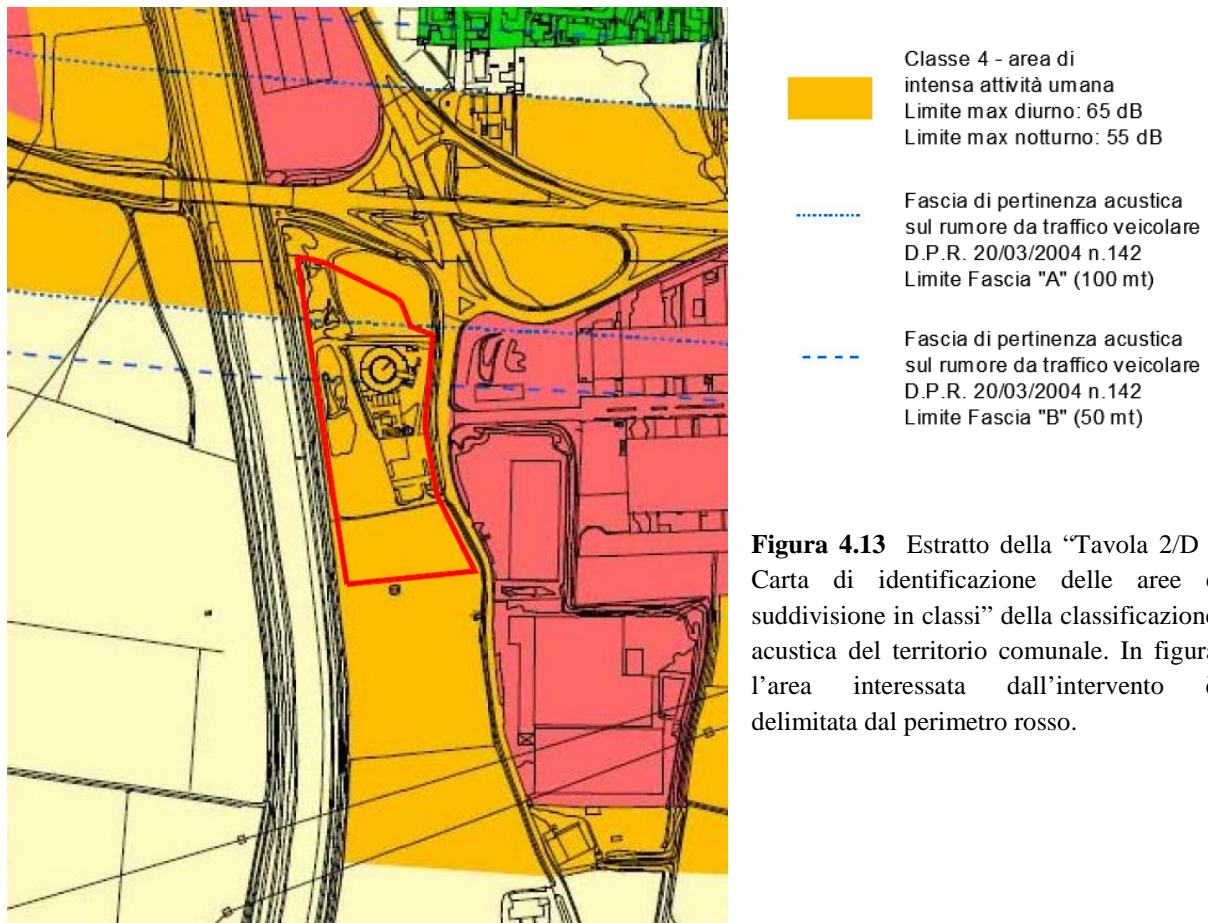 Classe 4 - area di
intensa attività umana
Limite max diurno: 65 dB
Limite max notturno: 55 dB
Fascia di pertinenza acustica
sul rumore da traffico veicolare
D.P.R. 20/03/2004 n.142
Limite Fascia "A" (100 mt)
Fascia di pertinenza acustica
sul rumore da traffico veicolare
D.P.R. 20/03/2004 n.142
Limite Fascia "B" (50 mt)
Figura 4.13 Estratto della “Tavola 2/D
Carta di identificazione delle aree
suddivisione in classi” della classificazione
acustica del territorio comunale. In figura
l’area interessata dall’intervento è
delimitata dal perimetro rosso.